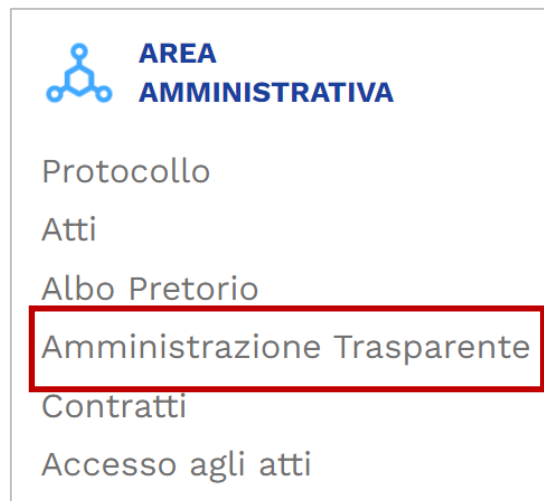 AREA
AMMINISTRATIVA
Protocollo
Atti
Albo Pretorio
Amministrazione Trasparente
Contratti
Accesso agli atti